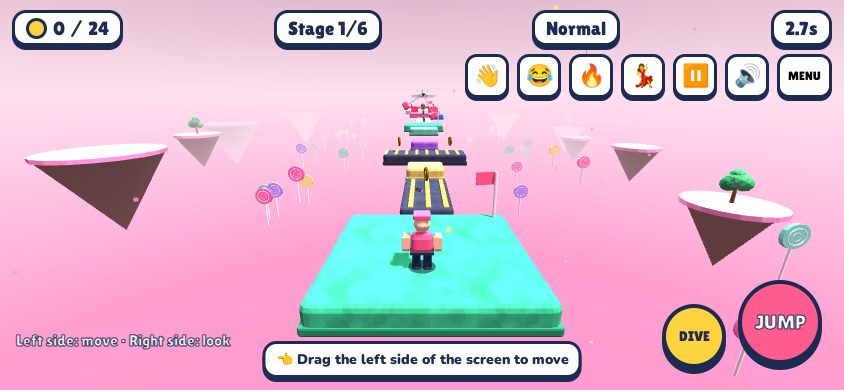 0 / 24
Stage 1/6
Normal
2.7s
MENU
Left side: move · Right side: look
DIVE
JUMP
👈 Drag the left side of the screen to move